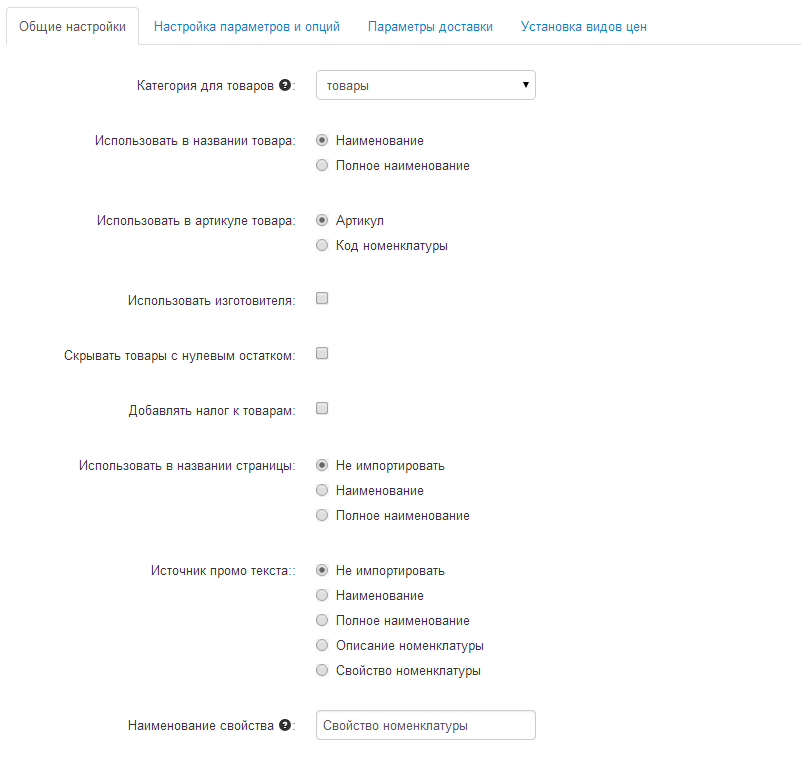 Общие настройки Настройка параметров и опций Параметры доставки Установка видов цен
Категория для товаров ?: товары
Использовать в названии товара: Наименование
Полное наименование
Использовать в артикуле товара: Артикул
Код номенклатуры
Использовать изготовителя:
Скрывать товары с нулевым остатком:
Добавлять налог к товарам:
Использовать в названии страницы: Не импортировать
Наименование
Полное наименование
Источник промо текста:: Не импортировать
Наименование
Полное наименование
Описание номенклатуры
Свойство номенклатуры
Наименование свойства ?: Свойство номенклатуры